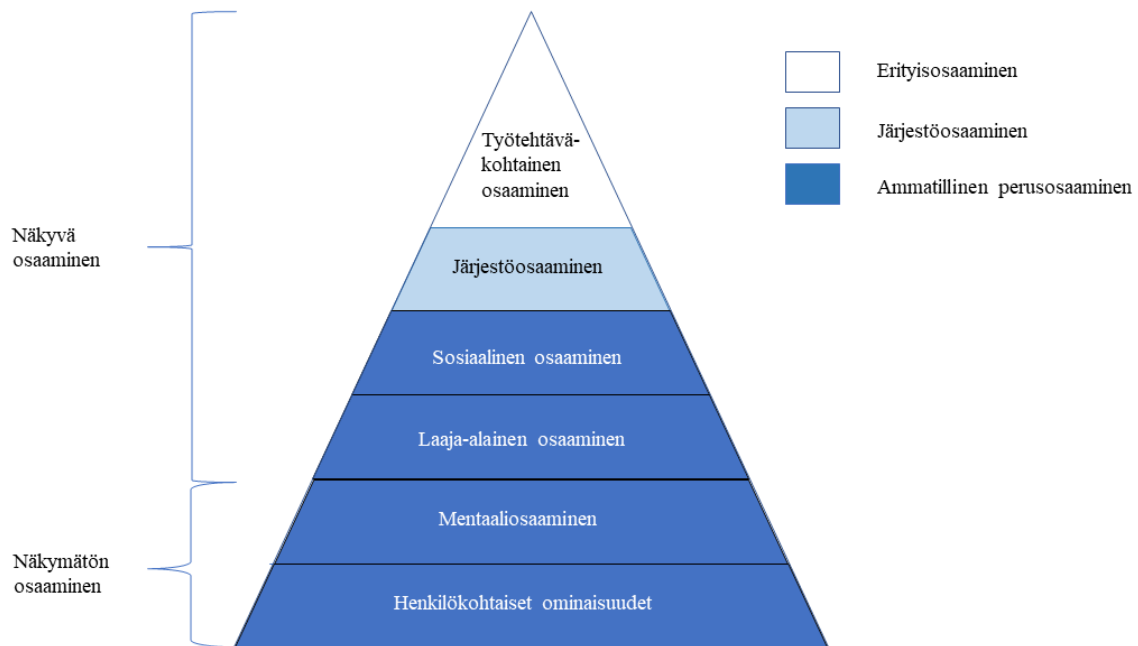 Erityisosaaminen
Järjestöosaaminen
Ammatillinen perusosaaminen
Näkyvä
osaaminen
Näkymätön
osaaminen
Työtehtävä-
kohtainen
osaaminen
Järjestöosaaminen
Sosiaalinen osaaminen
Laaja-alainen osaaminen
Mentaaliosaaminen
Henkilökohtaiset ominaisuudet